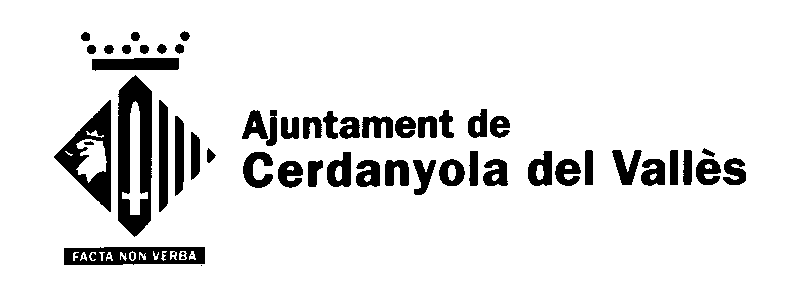 Ajuntament de
Cerdanyola del Vallès
FACTA NON VERBA